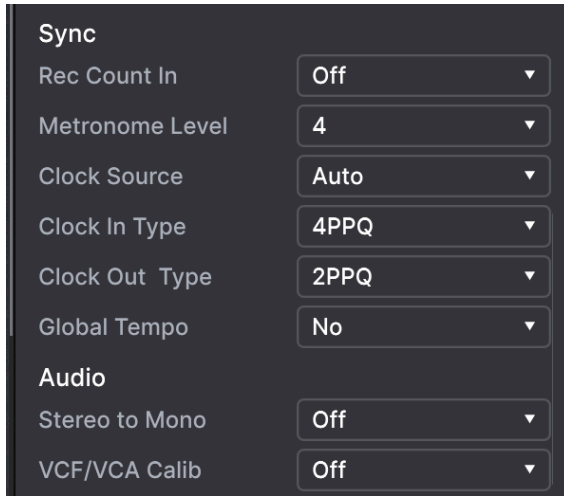 Sync
Rec Count In Off
Metronome Level 4
Clock Source Auto
Clock In Type 4PPQ
Clock Out  Type 2PPQ
Global Tempo No
Audio
Stereo to Mono Off
VCF/VCA Calib Off